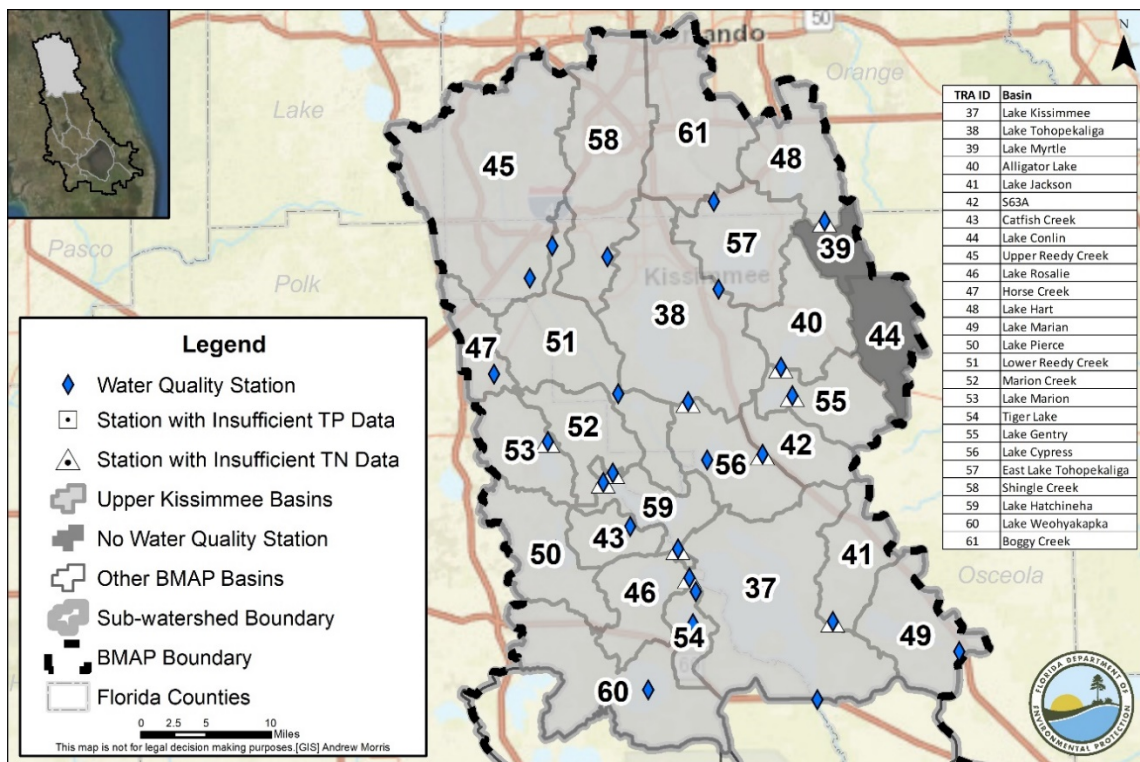 50
Orlando
Orange
N
Lake
Pasco
Polk
Kissimmee
Osceola
58
61
48
45
57
39
38
40
44
47
51
55
52
53
42
56
59
43
50
41
46
37
54
49
60
TRA ID Basin
37 Lake Kissimmee
38 Lake Tohopekaliga
39 Lake Myrtle
40 Alligator Lake
41 Lake Jackson
42 S63A
43 Catfish Creek
44 Lake Conlin
45 Upper Reedy Creek
46 Lake Rosalie
47 Horse Creek
48 Lake Hart
49 Lake Marian
50 Lake Pierce
51 Lower Reedy Creek
52 Marion Creek
53 Lake Marion
54 Tiger Lake
55 Lake Gentry
56 Lake Cypress
57 East Lake Tohopekaliga
58 Shingle Creek
59 Lake Hatchineha
60 Lake Weohyakapka
61 Boggy Creek
Legend
Water Quality Station
Station with Insufficient TP Data
Station with Insufficient TN Data
Upper Kissimmee Basins
No Water Quality Station
Other BMAP Basins
Sub-watershed Boundary
BMAP Boundary
Florida Counties
0 2.5 5 10
Miles
This map is not for legal decision making purposes.[GIS] Andrew Morris
FLORIDA DEPARTMENT OF
ENVIRONMENTAL PROTECTION